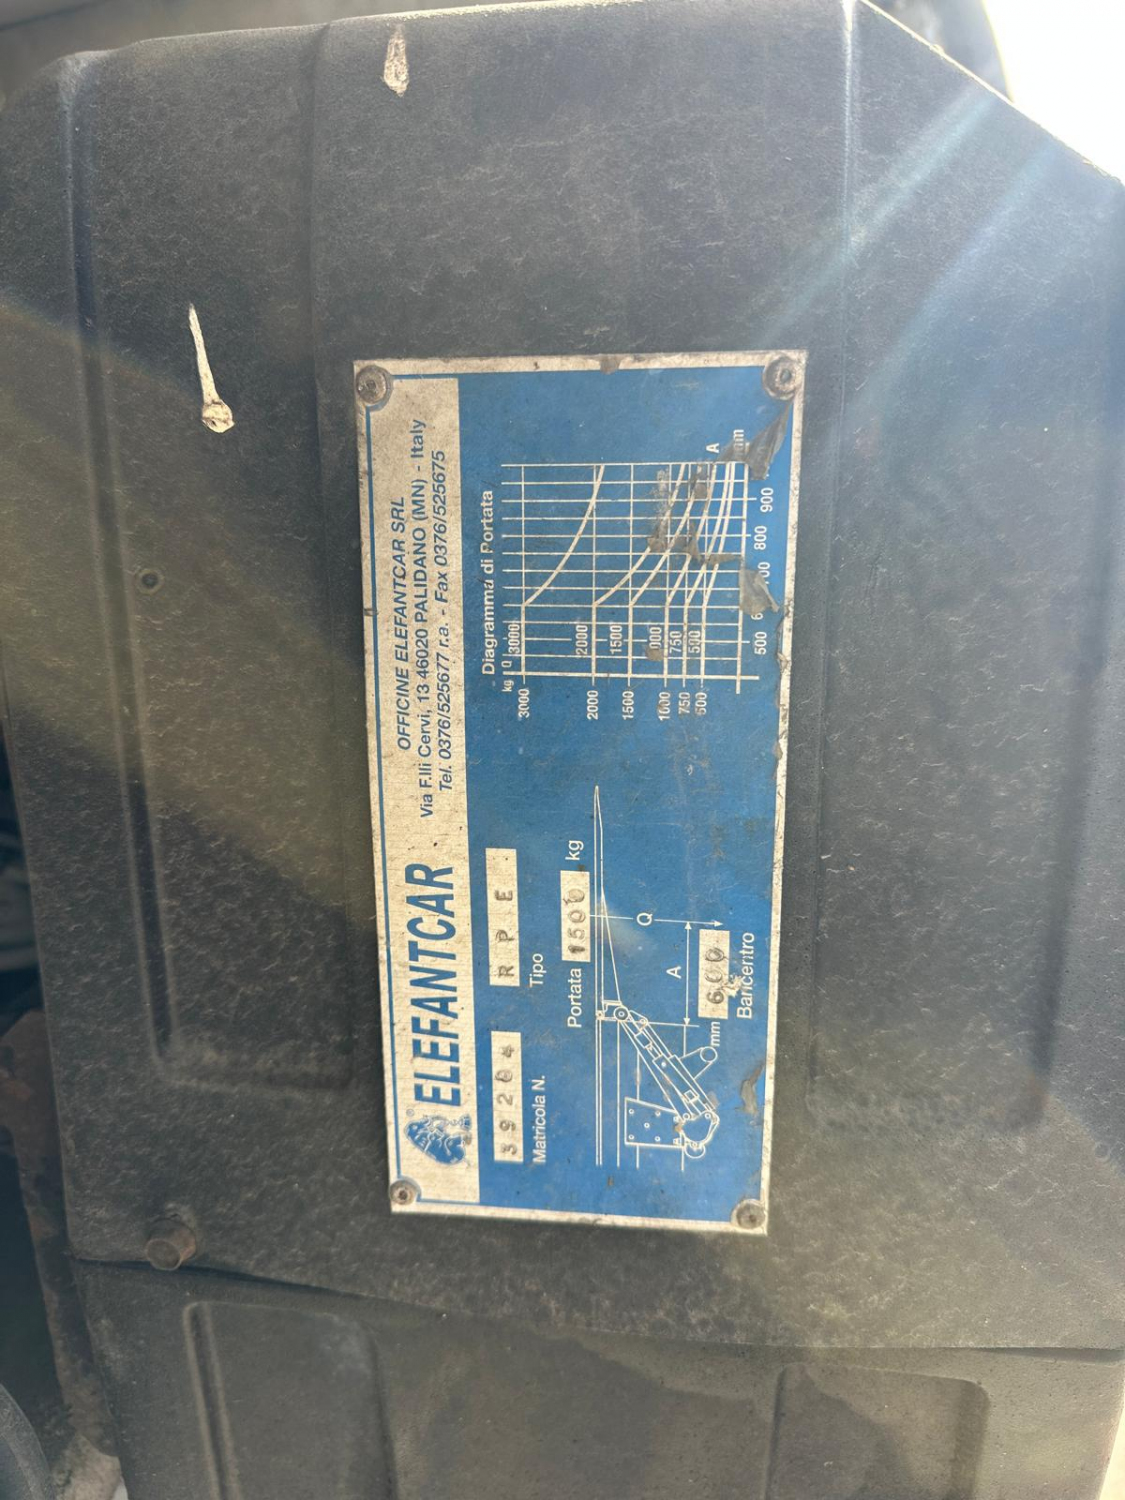 ELEFANTCAR
OFFICINE ELEFANTCAR SRL
Via F.lli Cervi, 13 46020 PALIDANO (MN) - Italy
Tel. 0376/525677 r.a. - Fax 0376/525675
39204
RPE
Matricola N.
Tipo
Portata 1500 kg
Q
A
mm 600
Baricentro
Diagramma di Portata
kg 0
3000 3000
2000 2000
1500 1500
1000 000
750 750
500 500
500 800 900
A